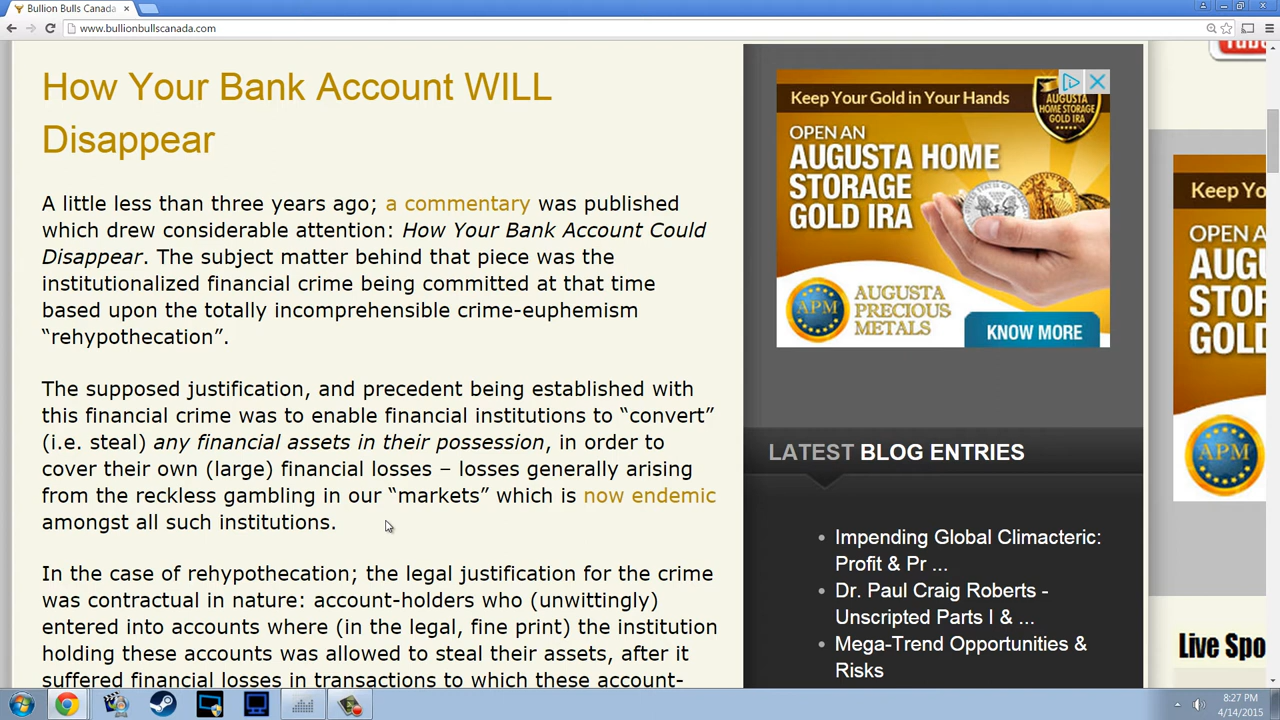 Bullion Bulls Canada
www.bullionbullscanada.com
How Your Bank Account WILL
Disappear
A little less than three years ago; a commentary was published
which drew considerable attention: How Your Bank Account Could
Disappear. The subject matter behind that piece was the
institutionalized financial crime being committed at that time
based upon the totally incomprehensible crime-euphemism
“rehypothecation”.
The supposed justification, and precedent being established with
this financial crime was to enable financial institutions to “convert”
(i.e. steal) any financial assets in their possession, in order to
cover their own (large) financial losses – losses generally arising
from the reckless gambling in our “markets” which is now endemic
amongst all such institutions.
In the case of rehypothecation; the legal justification for the crime
was contractual in nature: account-holders who (unwittingly)
entered into accounts where (in the legal, fine print) the institution
holding these accounts was allowed to steal their assets, after it
suffered financial losses in transactions to which these account-
Keep Your Gold in Your Hands
AUGUSTA
HOME STORAGE
GOLD IRA
OPEN AN
AUGUSTA HOME
STORAGE
GOLD IRA
APM
AUGUSTA
PRECIOUS
METALS
KNOW MORE
LATEST BLOG ENTRIES
Impending Global Climacteric:
Profit & Pr ...
Dr. Paul Craig Roberts -
Unscripted Parts I & ...
Mega-Trend Opportunities &
Risks
Keep Yo
OPEN A
AUGU
STOR
GOLD
APM
Live Spo
8:27 PM
4/14/2015